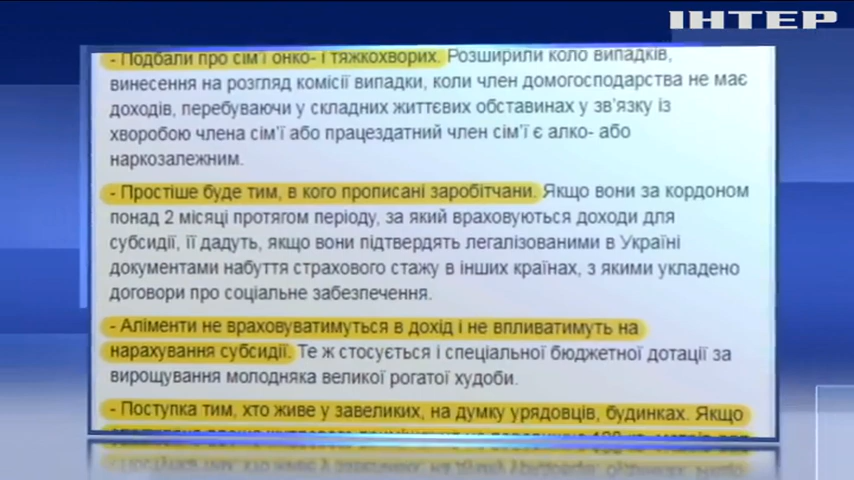 ІНТЕР
- Подбали про сім'ї онко- і тяжкохворих. Розширили коло випадків,
винесення на розгляд комісії випадки, коли член домогосподарства не має
доходів, перебуваючи у складних життєвих обставинах у зв'язку із
хворобою члена сім'ї або працездатний член сім'ї є алко- або
наркозалежним.
- Простіше буде тим, в кого прописані заробітчани. Якщо вони за кордоном
понад 2 місяці протягом періоду, за який враховуються доходи для
субсидії, її дадуть, якщо вони підтвердять легалізованими в Україні
документами набуття страхового стажу в інших країнах, з якими укладено
договори про соціальне забезпечення.
- Аліменти не враховуватимуться в дохід і не впливатимуть на
нарахування субсидії. Те ж стосується і спеціальної бюджетної дотації за
вирощування молодняка великої рогатої худоби.
- Поступка тим, хто живе у завеликих, на думку урядовців, будинках. Якщо